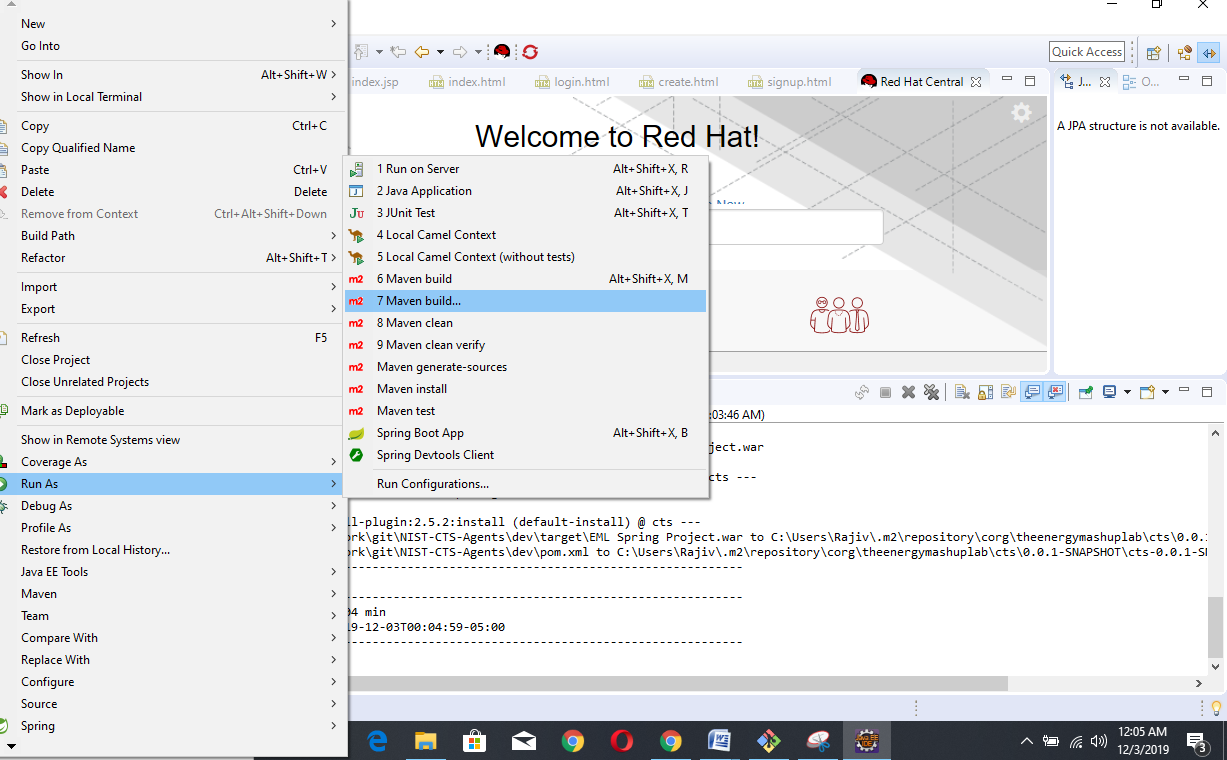 New
Go Into
Show In Alt+Shift+W
Show in Local Terminal
Copy Ctrl+C
Copy Qualified Name
Paste Ctrl+V
Delete Delete
Remove from Context Ctrl+Alt+Shift+Down
Build Path
Refactor Alt+Shift+T
Import
Export
Refresh F5
Close Project
Close Unrelated Projects
Mark as Deployable
Show in Remote Systems view
Coverage As
Run As
Debug As
Profile As
Restore from Local History...
Java EE Tools
Maven
Team
Compare With
Replace With
Configure
Source
Spring
1 Run on Server Alt+Shift+X, R
2 Java Application Alt+Shift+X, J
3 JUnit Test Alt+Shift+X, T
4 Local Camel Context
5 Local Camel Context (without tests)
6 Maven build Alt+Shift+X, M
7 Maven build...
8 Maven clean
9 Maven clean verify
Maven generate-sources
Maven install
Maven test
Spring Boot App Alt+Shift+X, B
Spring Devtools Client
Run Configurations...
Quick Access
index.jsp index.html login.html create.html signup.html Red Hat Central J... O...
Welcome to Red Hat!
A JPA structure is not available.
:03:46 AM)
ject.war
cts ---
ll-plugin:2.5.2:install (default-install) @ cts ---
ork\git\NIST-CTS-Agents\dev\target\EML Spring Project.war to C:\Users\Rajiv\.m2\repository\corg\theenergymashuplab\cts\0.0.1
ork\git\NIST-CTS-Agents\dev\pom.xml to C:\Users\Rajiv\.m2\repository\corg\theenergymashuplab\cts\0.0.1-SNAPSHOT\cts-0.0.1-SN
------------------------------------------------------
------------------------------------------------------
04 min
19-12-03T00:04:59-05:00
------------------------------------------------------
12:05 AM
12/3/2019
3